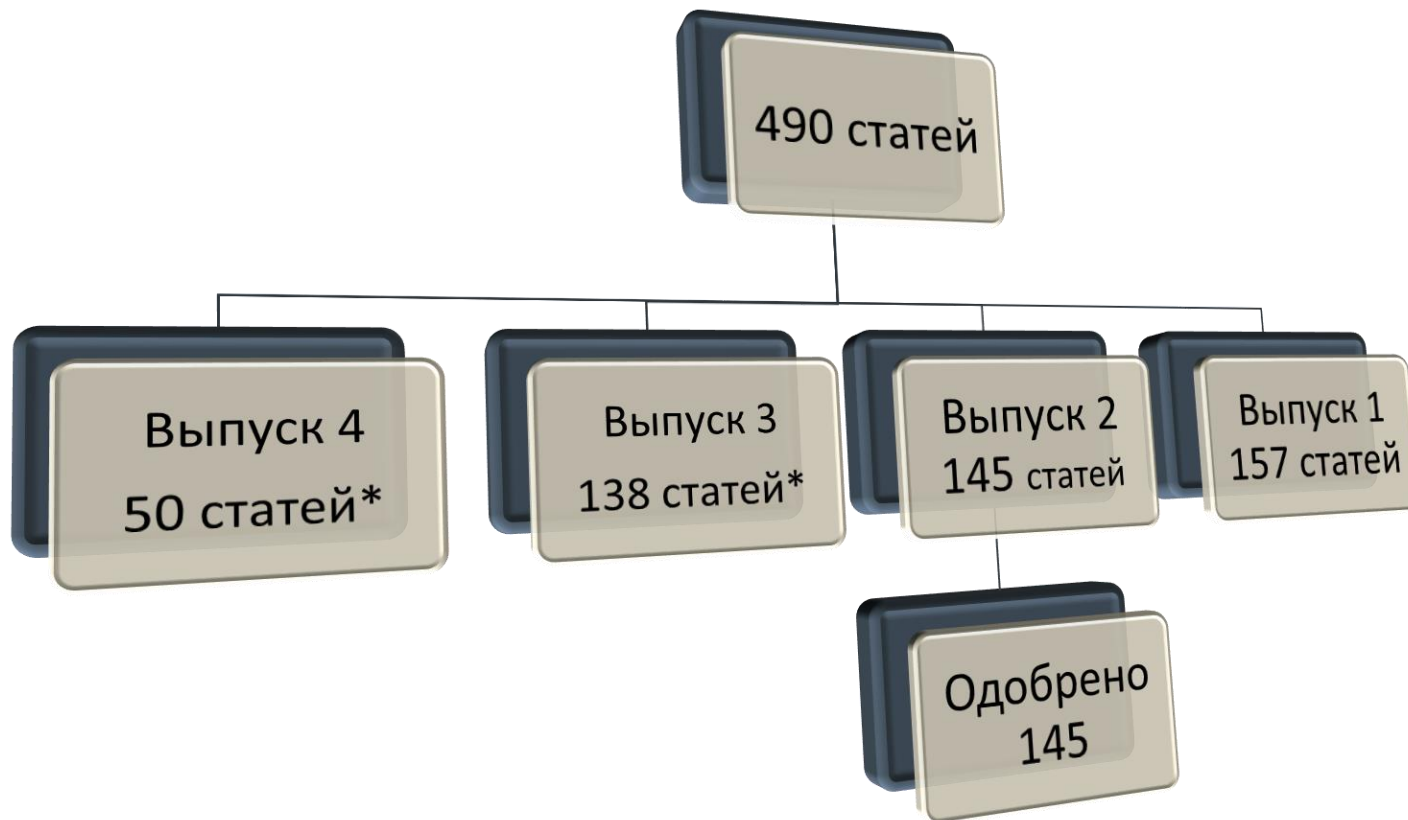 490 статей
Выпуск 4
50 статей*
Выпуск 3
138 статей*
Выпуск 2
145 статей
Выпуск 1
157 статей
Одобрено
145